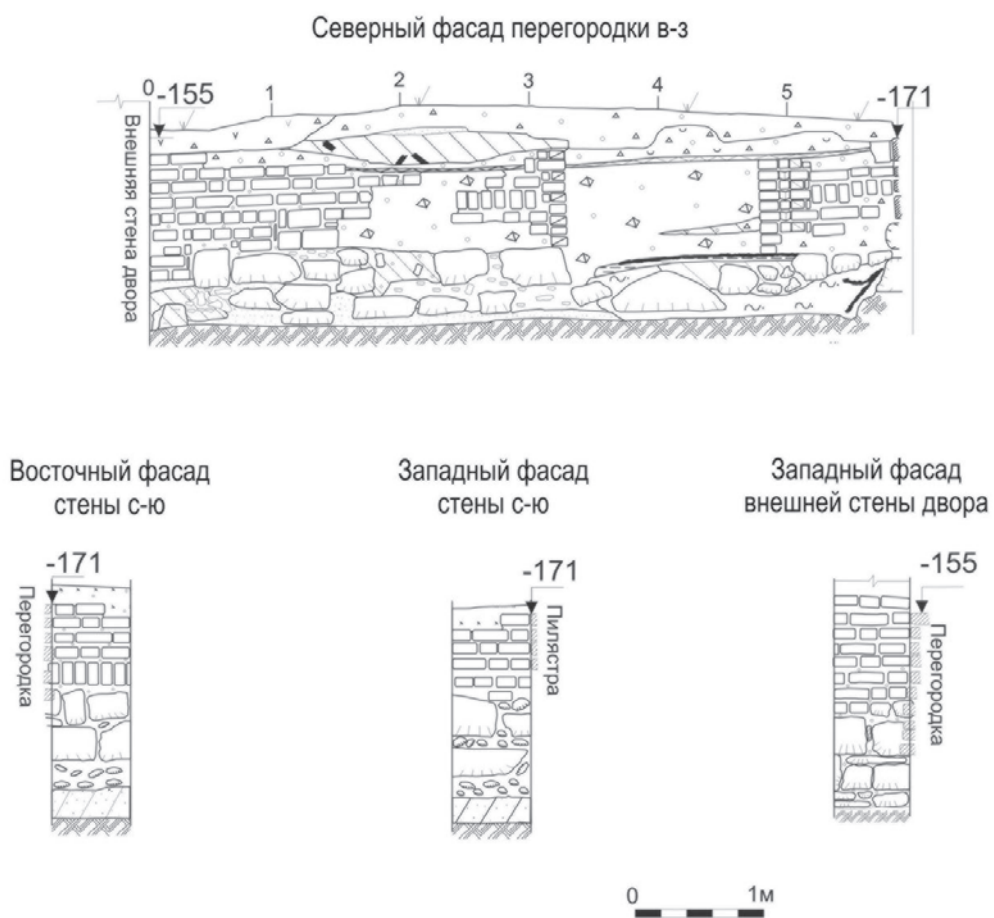 Северный фасад перегородки в-з
0 -155 1 2 3 4 5 -171
Внешняя стена двора
Восточный фасад
стены с-ю
-171
Перегородка
Западный фасад
стены с-ю
-171
Пилястра
Западный фасад
внешней стены двора
-155
Перегородка
0 1м